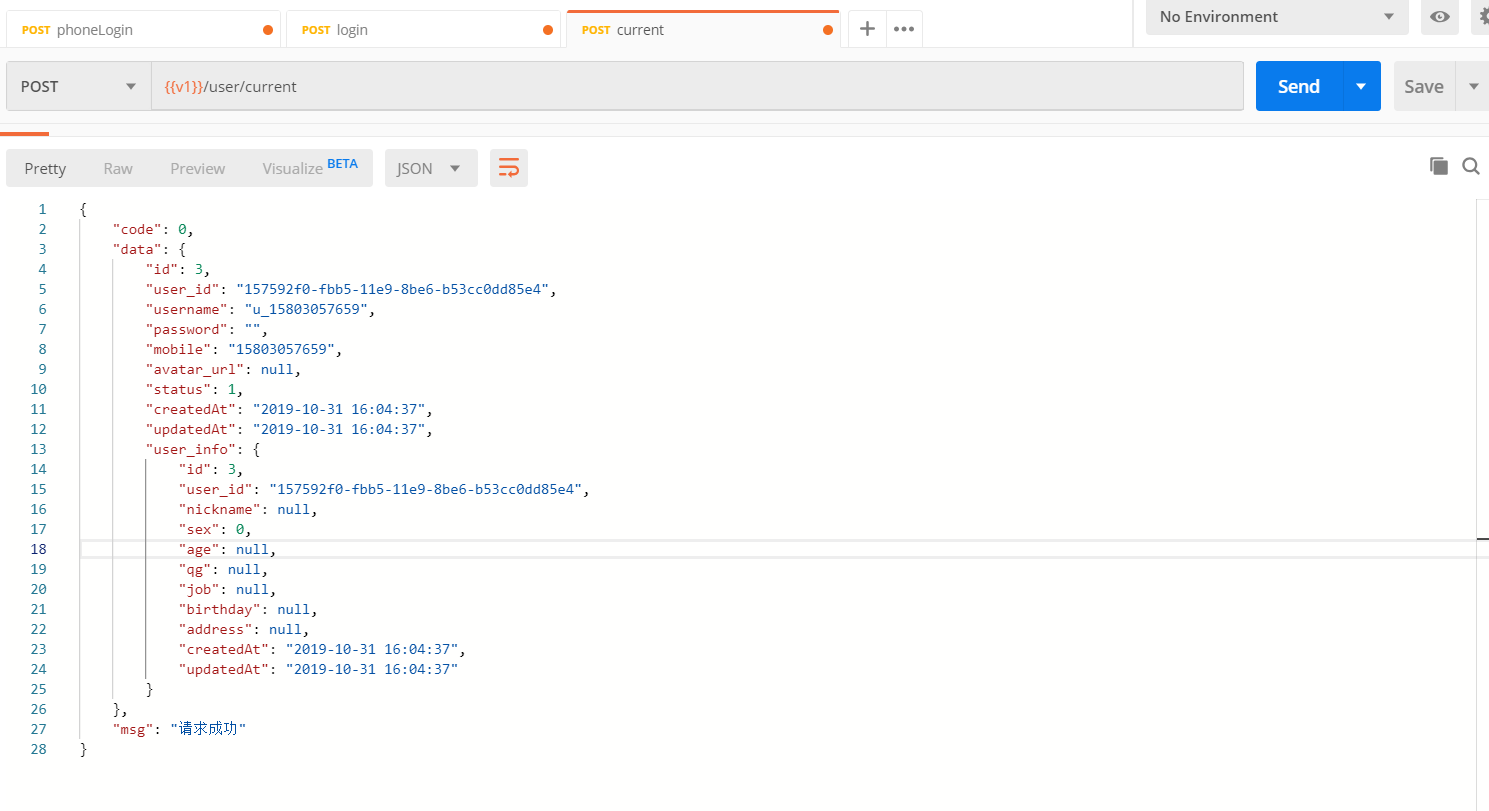 POST phoneLogin
POST login
POST current
No Environment
POST
{{v1}}/user/current
Send
Save
Pretty
Raw
Preview
Visualize BETA
JSON
1 {
2 "code": 0,
3 "data": {
4 "id": 3,
5 "user_id": "157592f0-fbb5-11e9-8be6-b53cc0dd85e4",
6 "username": "u_15803057659",
7 "password": "",
8 "mobile": "15803057659",
9 "avatar_url": null,
10 "status": 1,
11 "createdAt": "2019-10-31 16:04:37",
12 "updatedAt": "2019-10-31 16:04:37",
13 "user_info": {
14 "id": 3,
15 "user_id": "157592f0-fbb5-11e9-8be6-b53cc0dd85e4",
16 "nickname": null,
17 "sex": 0,
18 "age": null,
19 "qg": null,
20 "job": null,
21 "birthday": null,
22 "address": null,
23 "createdAt": "2019-10-31 16:04:37",
24 "updatedAt": "2019-10-31 16:04:37"
25 }
26 },
27 "msg": "请求成功"
28 }